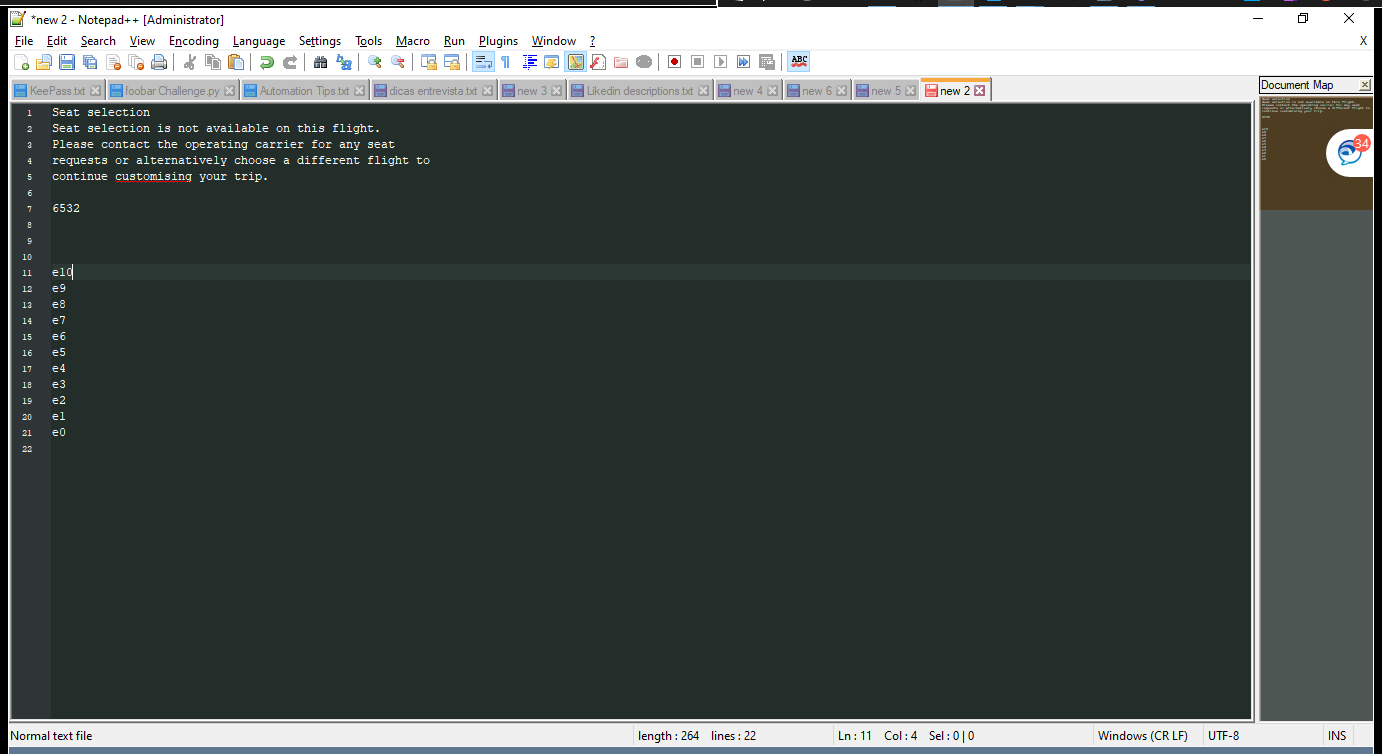 *new 2 - Notepad++ [Administrator]
File Edit Search View Encoding Language Settings Tools Macro Run Plugins Window ? X
ABC
KeePass.txt foobar Challenge.py Automation Tips.txt dicas entrevista.txt new 3 Likedin descriptions.txt new 4 new 6 new 5 new 2
Document Map
1 Seat selection
2 Seat selection is not available on this flight.
3 Please contact the operating carrier for any seat
4 requests or alternatively choose a different flight to
5 continue customising your trip.
6
7 6532
8
9
10
11 e10
12 e9
13 e8
14 e7
15 e6
16 e5
17 e4
18 e3
19 e2
20 e1
21 e0
22
34
Normal text file length : 264 lines : 22 Ln : 11 Col : 4 Sel : 0 | 0 Windows (CR LF) UTF-8 INS